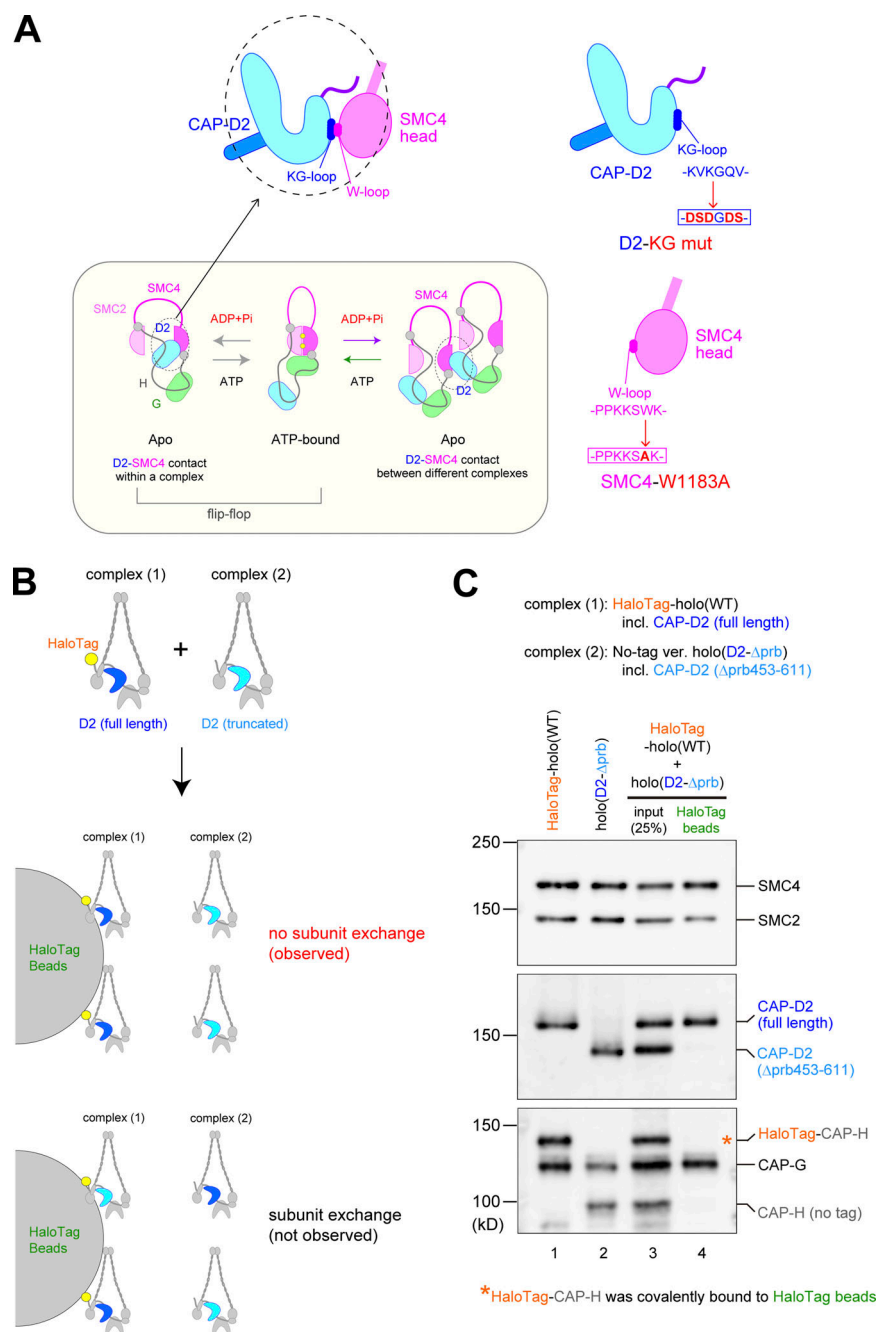 A
CAP-D2
SMC4
head
KG-loop
W-loop
KG-loop
CAP-D2
-KVKGQV-
-DSDGDS-
D2-KG mut
SMC4
head
W-loop
-PPKKSWK-
-PPKKSAK-
SMC4-W1183A
SMC4
SMC2
D2
H
G
ADP+Pi
ATP
ADP+Pi
ATP
SMC4
D2
Apo
ATP-bound
Apo
D2-SMC4 contact
within a complex
D2-SMC4 contact
between different complexes
flip-flop
B
complex (1)
complex (2)
HaloTag
+
D2 (full length)
D2 (truncated)
complex (1)
complex (2)
HaloTag
Beads
no subunit exchange
(observed)
complex (1)
complex (2)
HaloTag
Beads
subunit exchange
(not observed)
C
complex (1): HaloTag-holo(WT)
incl. CAP-D2 (full length)
complex (2): No-tag ver. holo(D2-Δprb)
incl. CAP-D2 (Δprb453-611)
HaloTag-holo(WT)
holo(D2-Δprb)
HaloTag
-holo(WT)
+
holo(D2-Δprb)
input
(25%)
HaloTag
beads
250
150
SMC4
SMC2
150
CAP-D2
(full length)
CAP-D2
(Δprb453-611)
150
100
(kD)
* HaloTag-CAP-H
CAP-G
CAP-H (no tag)
1 2 3 4
*HaloTag-CAP-H was covalently bound to HaloTag beads